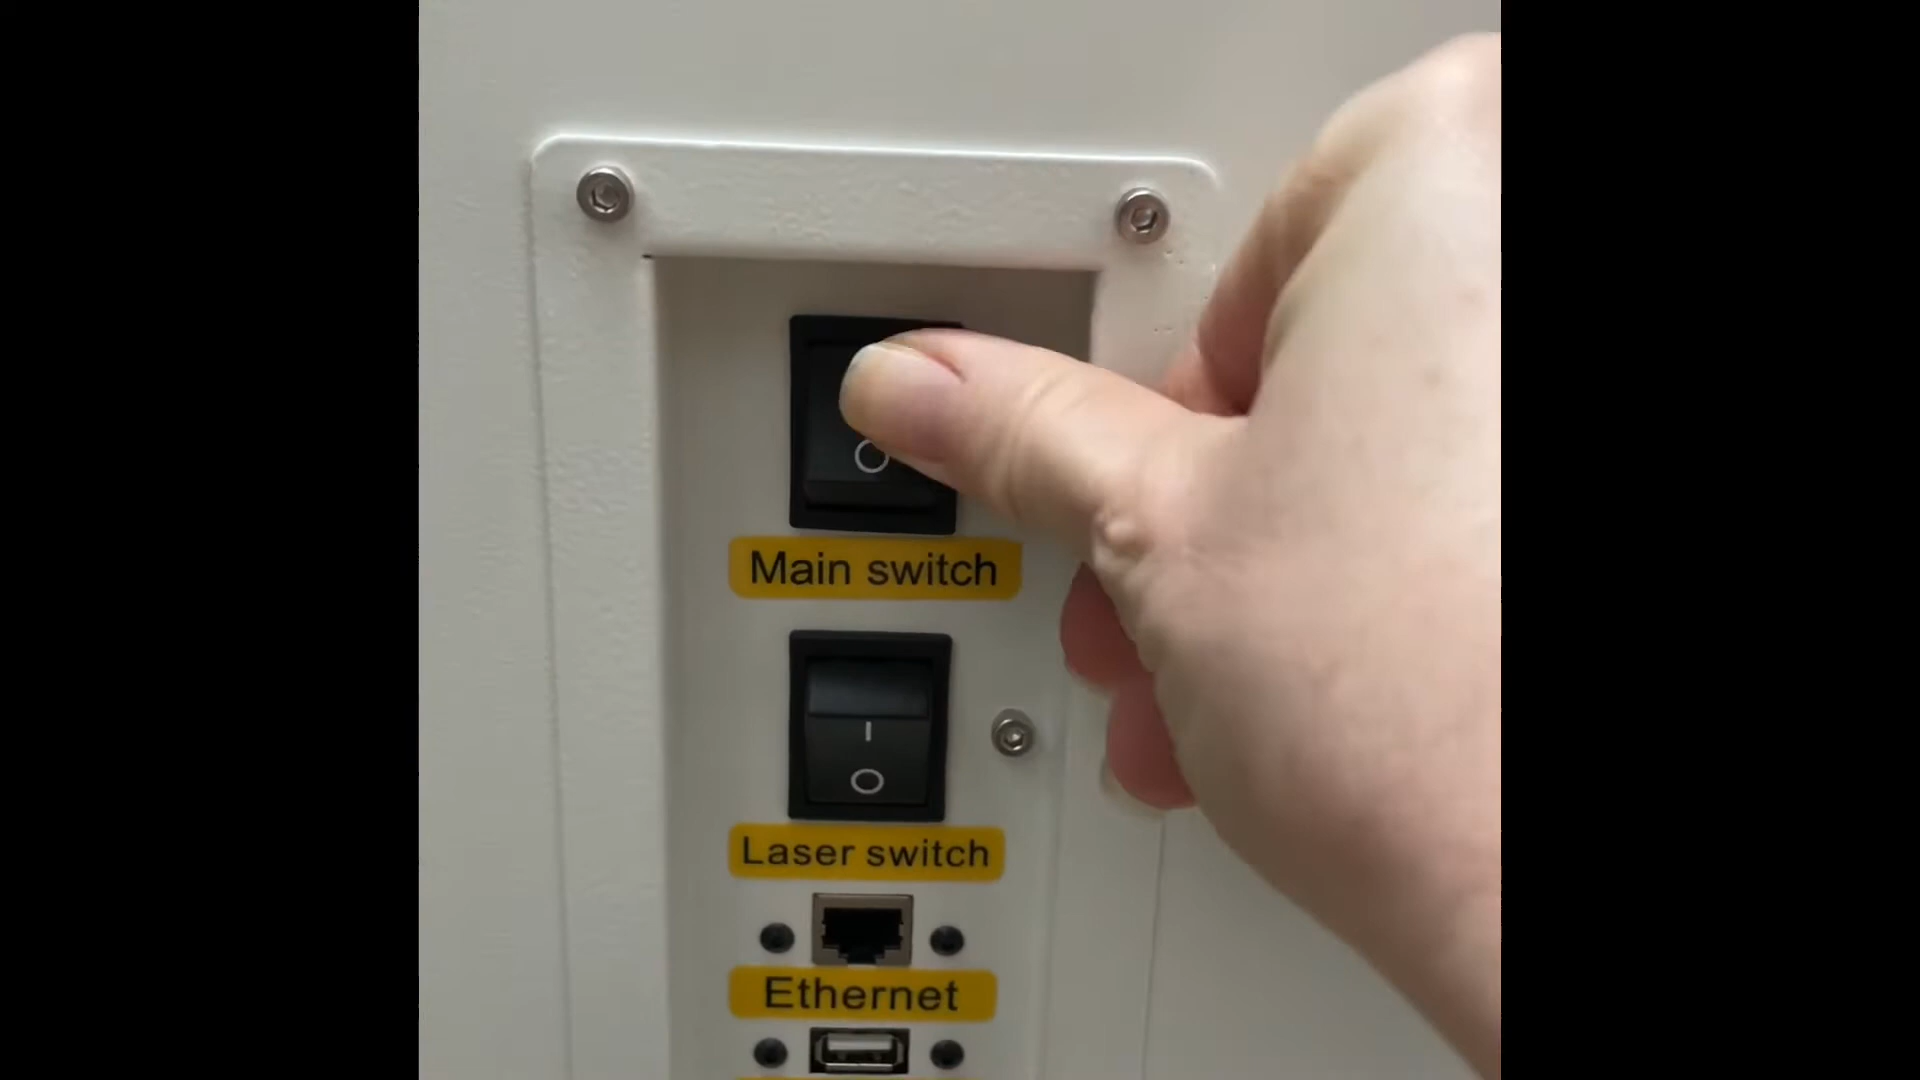 O
Main switch
I
O
Laser switch
Ethernet